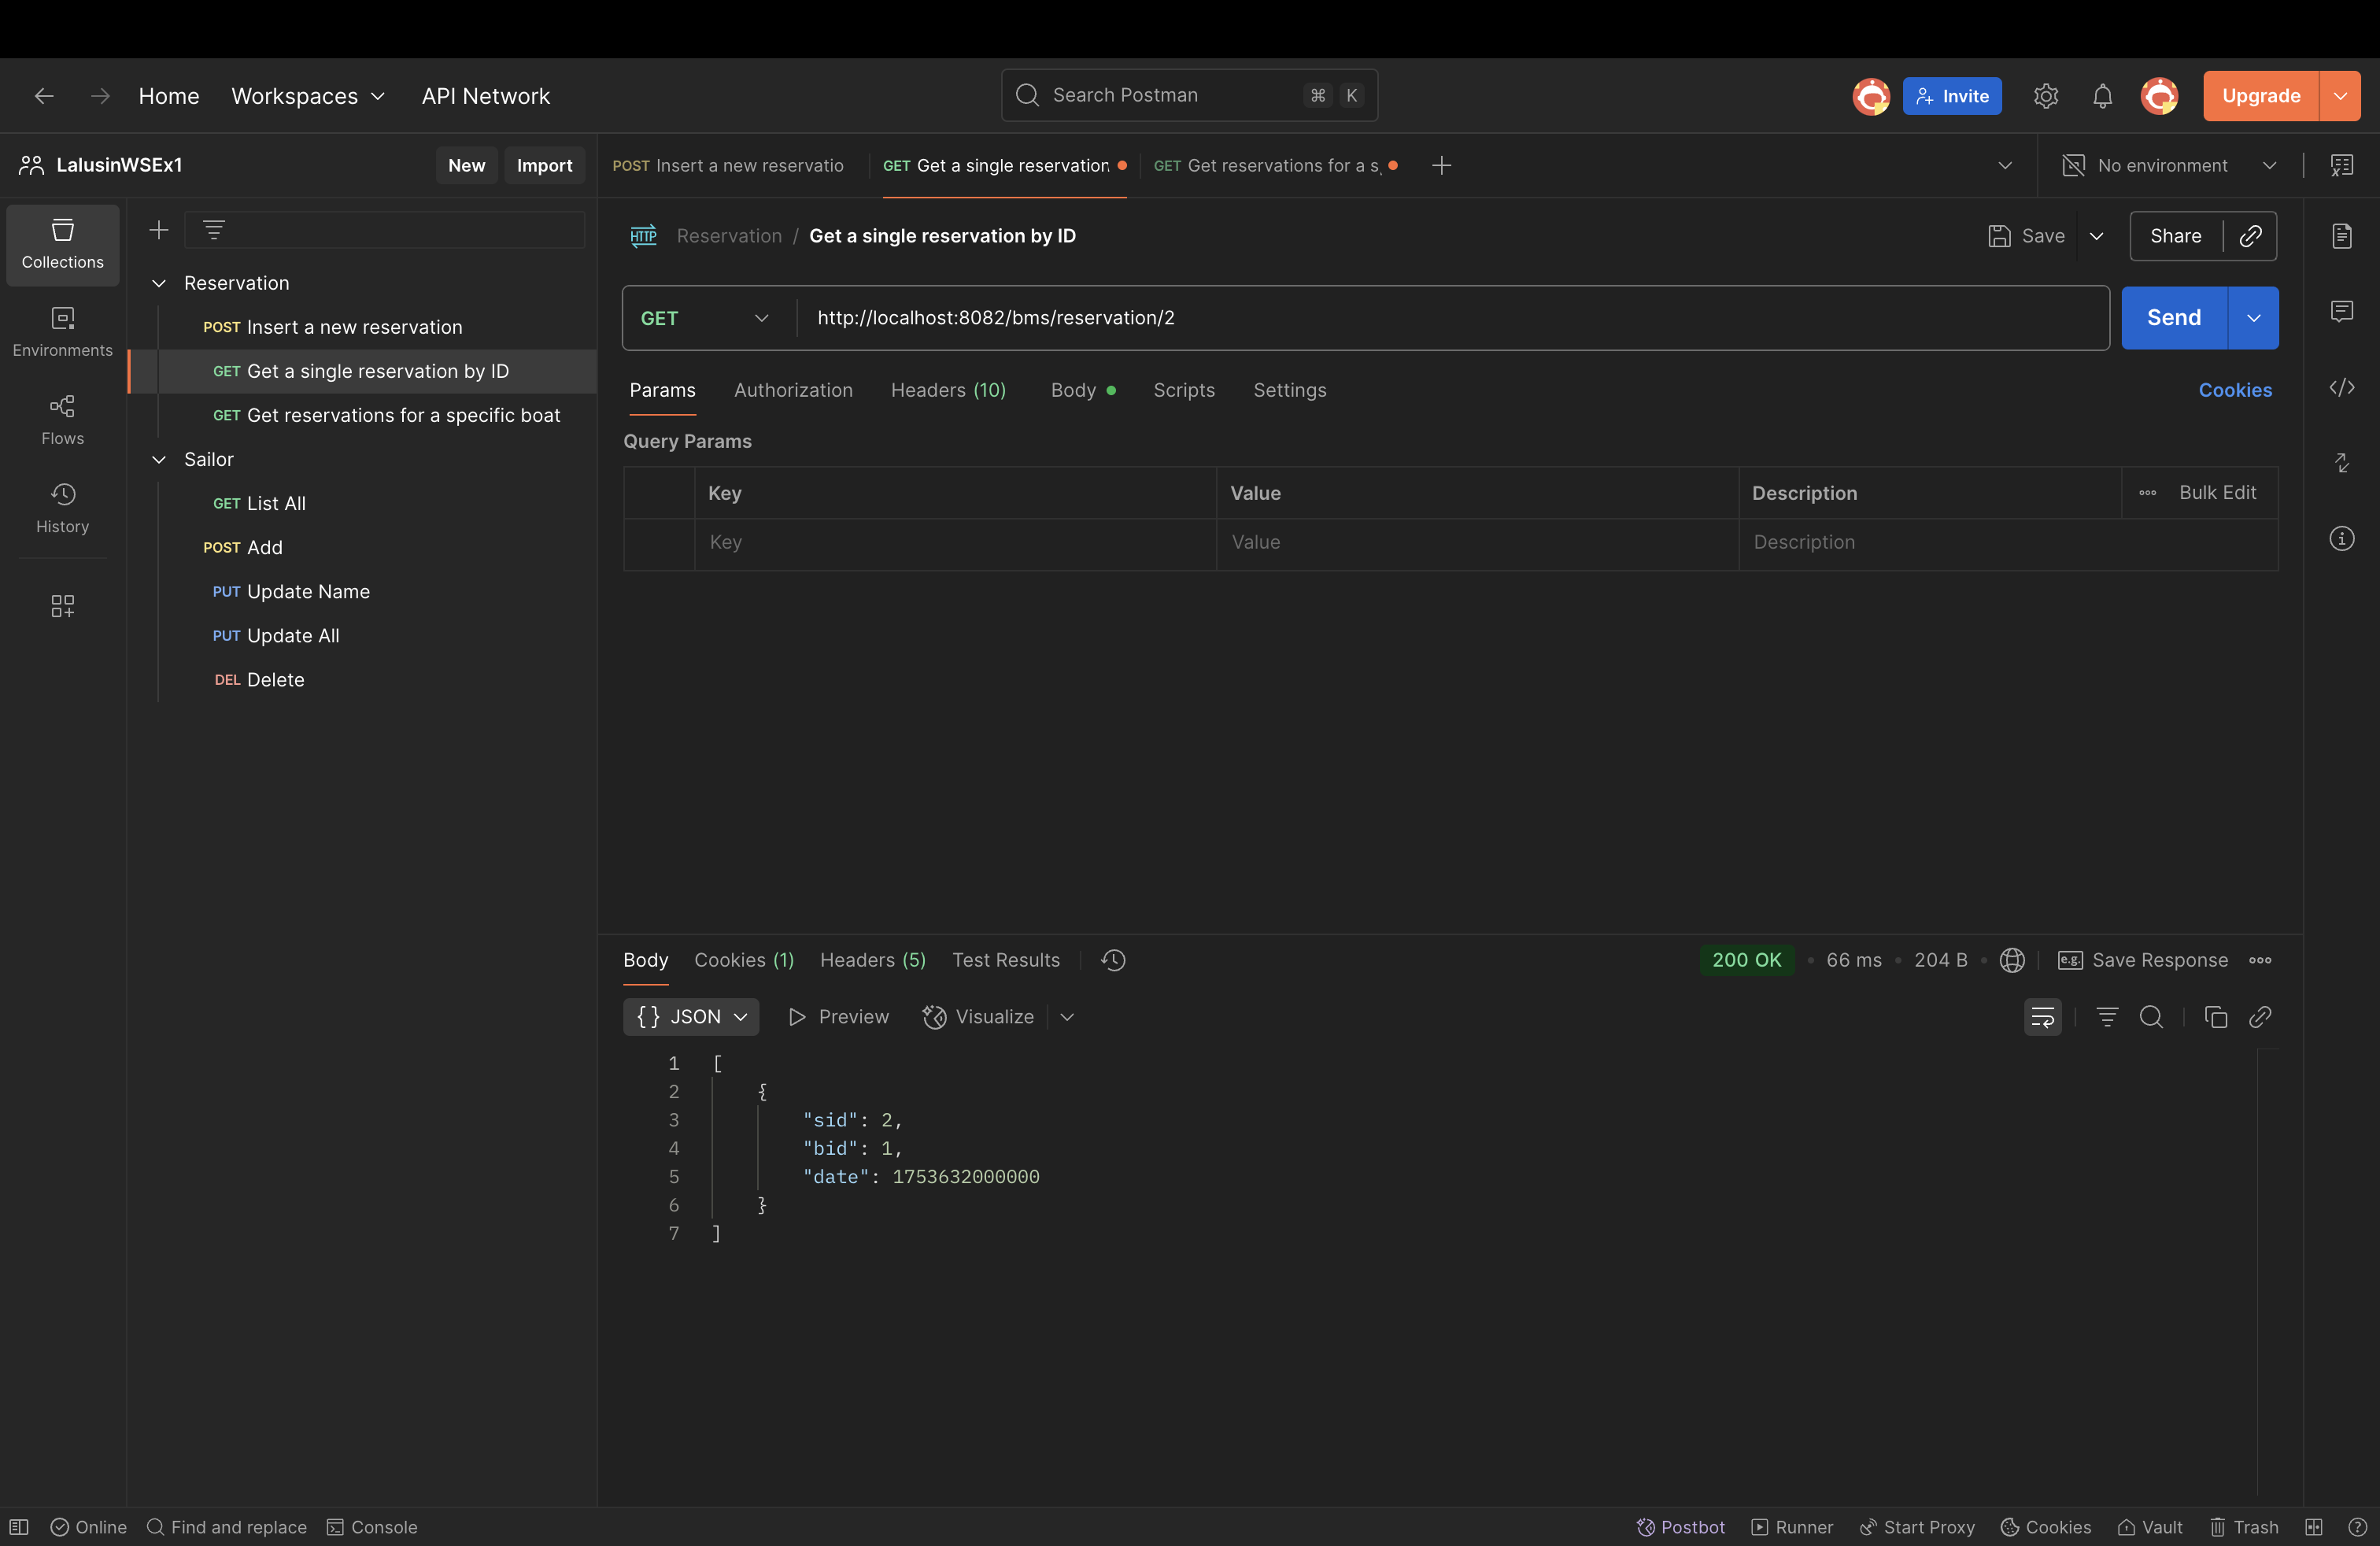 Home Workspaces API Network Search Postman ⌘ K Invite Upgrade
LalusinWSEx1 New Import
Collections
Environments
Flows
History
Reservation
POST Insert a new reservation
GET Get a single reservation by ID
GET Get reservations for a specific boat
Sailor
GET List All
POST Add
PUT Update Name
PUT Update All
DEL Delete
POST Insert a new reservatio GET Get a single reservation GET Get reservations for a s No environment
HTTP Reservation / Get a single reservation by ID Save Share
GET http://localhost:8082/bms/reservation/2 Send
Params Authorization Headers (10) Body Scripts Settings Cookies
Query Params
Key Value Description Bulk Edit
Key Value Description
Body Cookies (1) Headers (5) Test Results 200 OK • 66 ms • 204 B • e.g. Save Response
{} JSON Preview Visualize
1 [
2 {
3 "sid": 2,
4 "bid": 1,
5 "date": 1753632000000
6 }
7 ]
Online Find and replace Console Postbot Runner Start Proxy Cookies Vault Trash